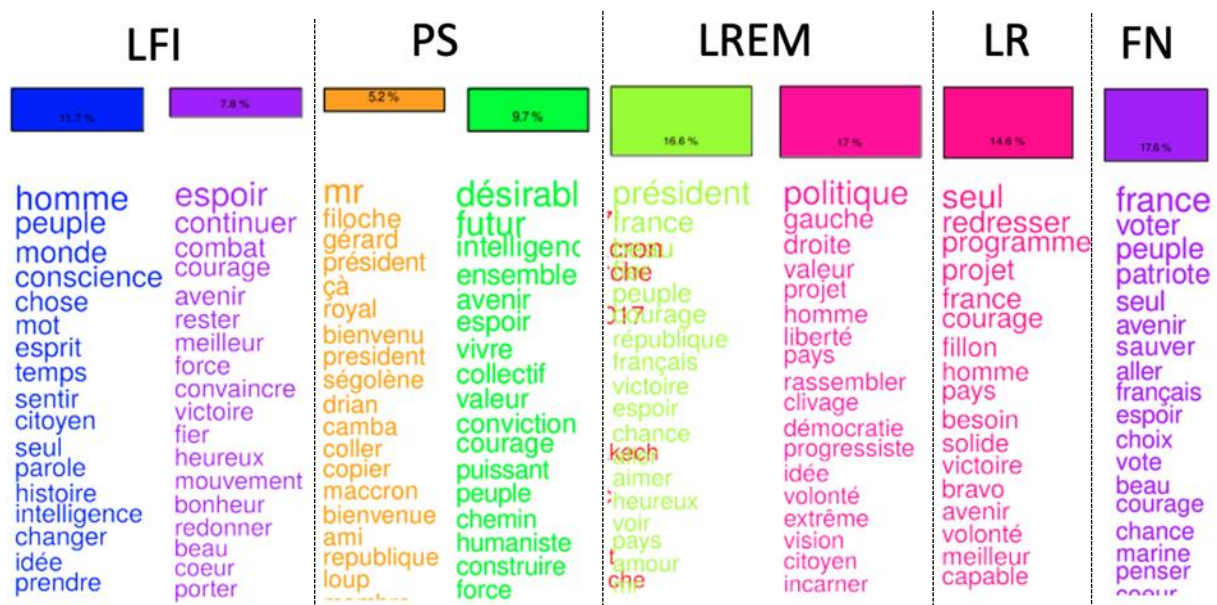 LFI
PS
LREM
LR
FN
11.7 %
7.8 %
5.2 %
9.7 %
16.6 %
17 %
14.6 %
17.6 %
homme
peuple
monde
conscience
chose
mot
esprit
temps
sentir
citoyen
seul
parole
histoire
intelligence
changer
idée
prendre
espoir
continuer
combat
courage
avenir
rester
meilleur
force
convaincre
victoire
fier
heureux
mouvement
bonheur
redonner
beau
coeur
porter
mr
filoche
gérard
président
çà
royal
bienvenu
president
ségolène
drian
camba
coller
copier
maccron
bienvenue
ami
republique
loup
désirabl
futur
intelligenc
ensemble
avenir
espoir
vivre
collectif
valeur
conviction
courage
puissant
peuple
chemin
humaniste
construire
force
président
france
cron
beau
che
peuple
017
courage
république
français
victoire
espoir
chance
kech
aimer
heureux
voir
pays
amour
che
politique
gauche
droite
valeur
projet
homme
liberté
pays
rassembler
clivage
démocratie
progressiste
idée
volonté
extrême
vision
citoyen
incarner
seul
redresser
programme
projet
france
courage
fillon
homme
pays
besoin
solide
victoire
bravo
avenir
volonté
meilleur
capable
france
voter
peuple
patriote
seul
avenir
sauver
aller
français
espoir
choix
vote
beau
courage
chance
marine
penser